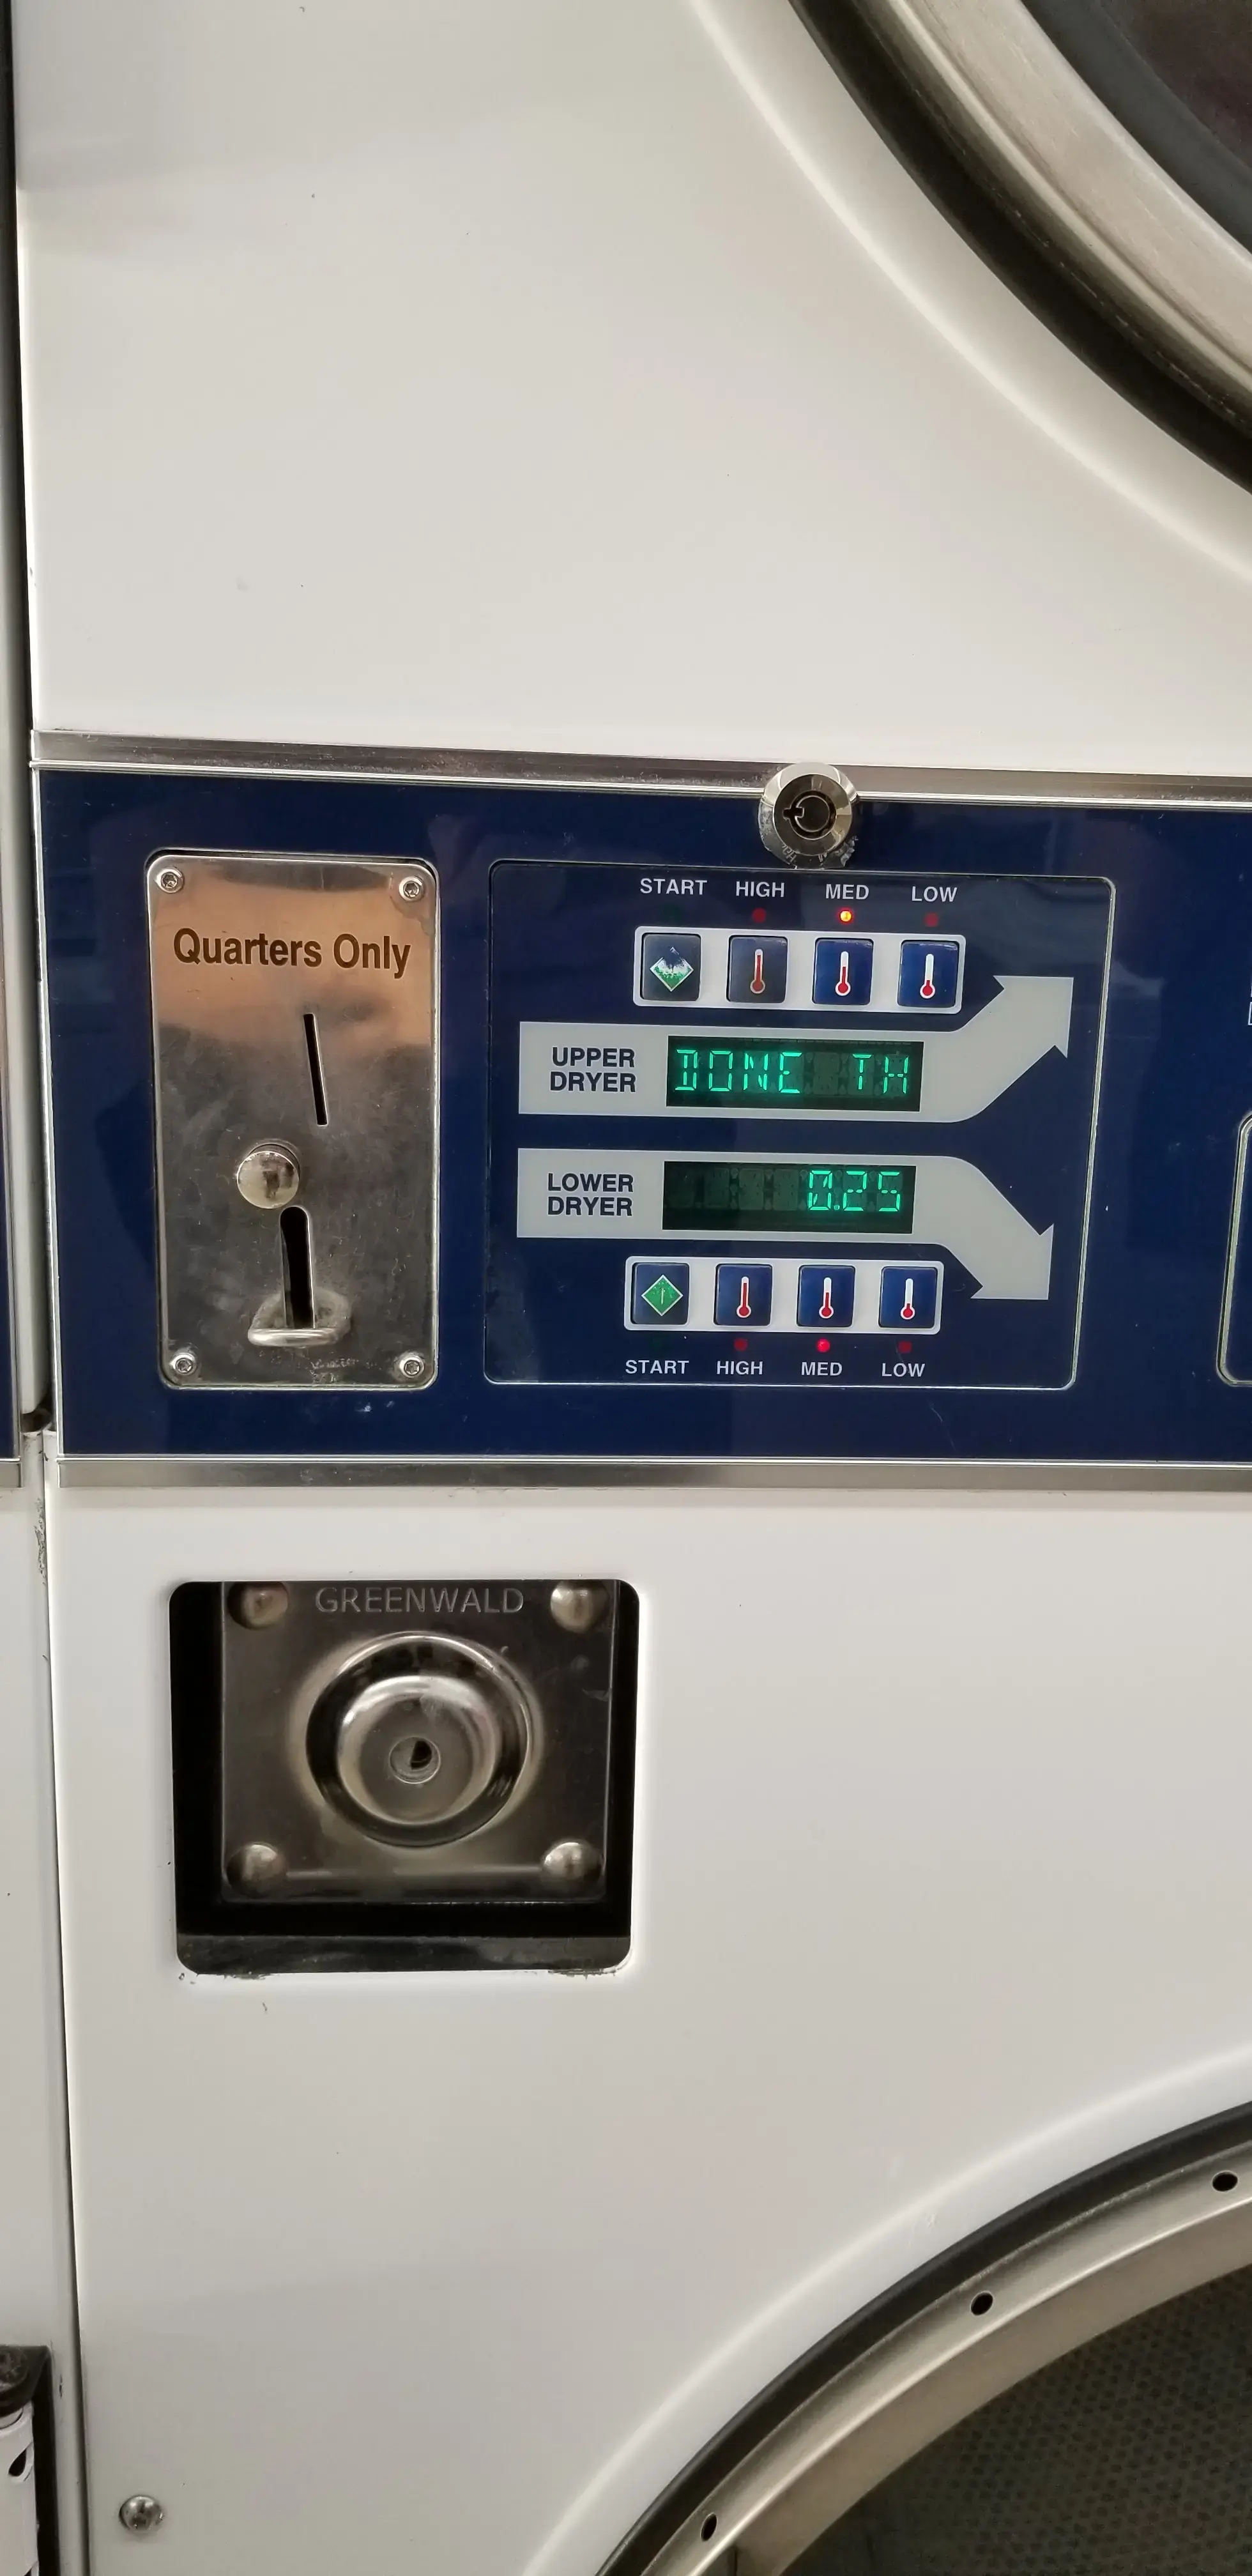 Quarters Only
START HIGH MED LOW
UPPER
DRYER
DONE TH
LOWER
DRYER
0.25
START HIGH MED LOW
GREENWALD